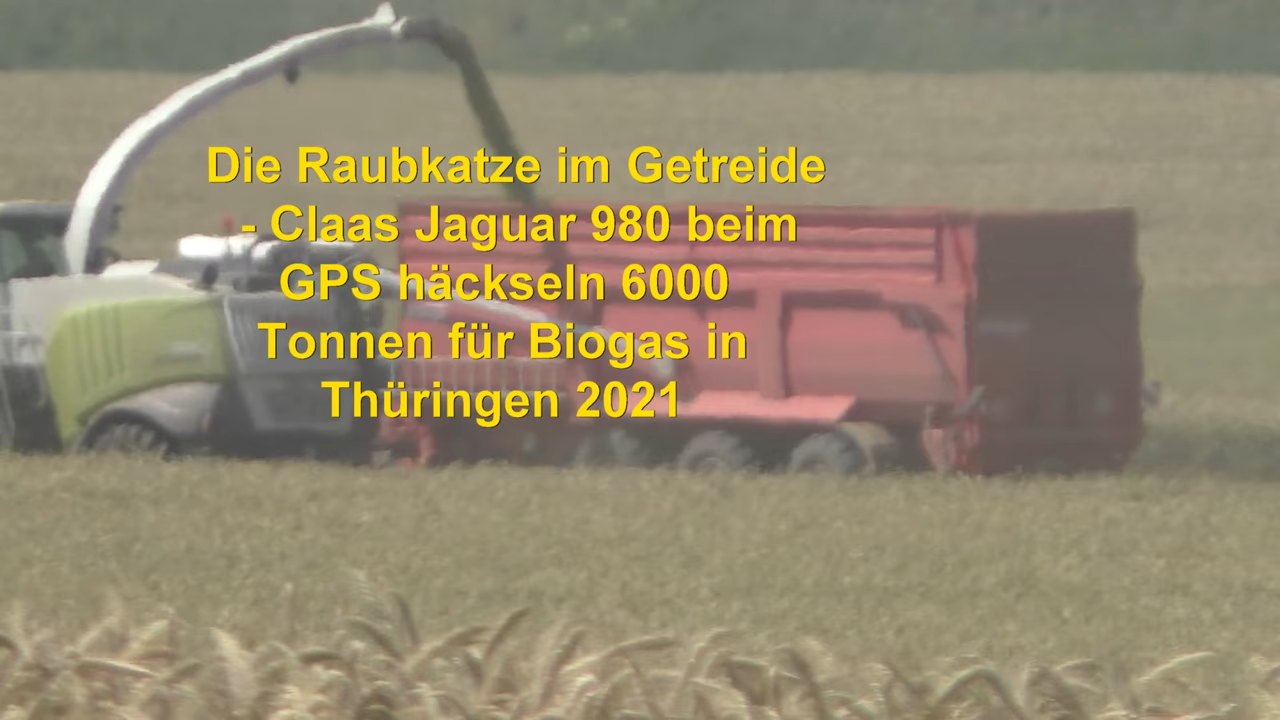 Die Raubkatze im Getreide
- Claas Jaguar 980 beim
GPS häckseln 6000
Tonnen für Biogas in
Thüringen 2021